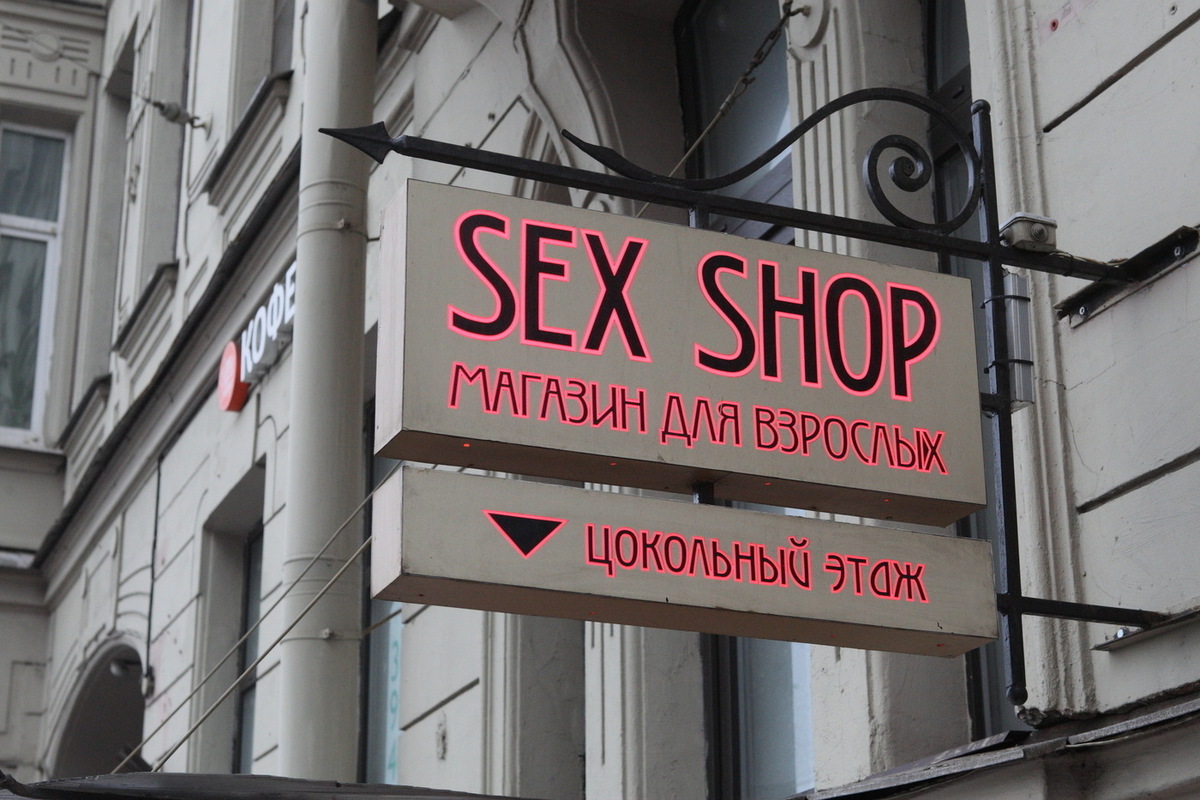 SEX SHOP
МАГАЗИН ДЛЯ ВЗРОСЛЫХ
ЦОКОЛЬНЫЙ ЭТАЖ
КОФЕ